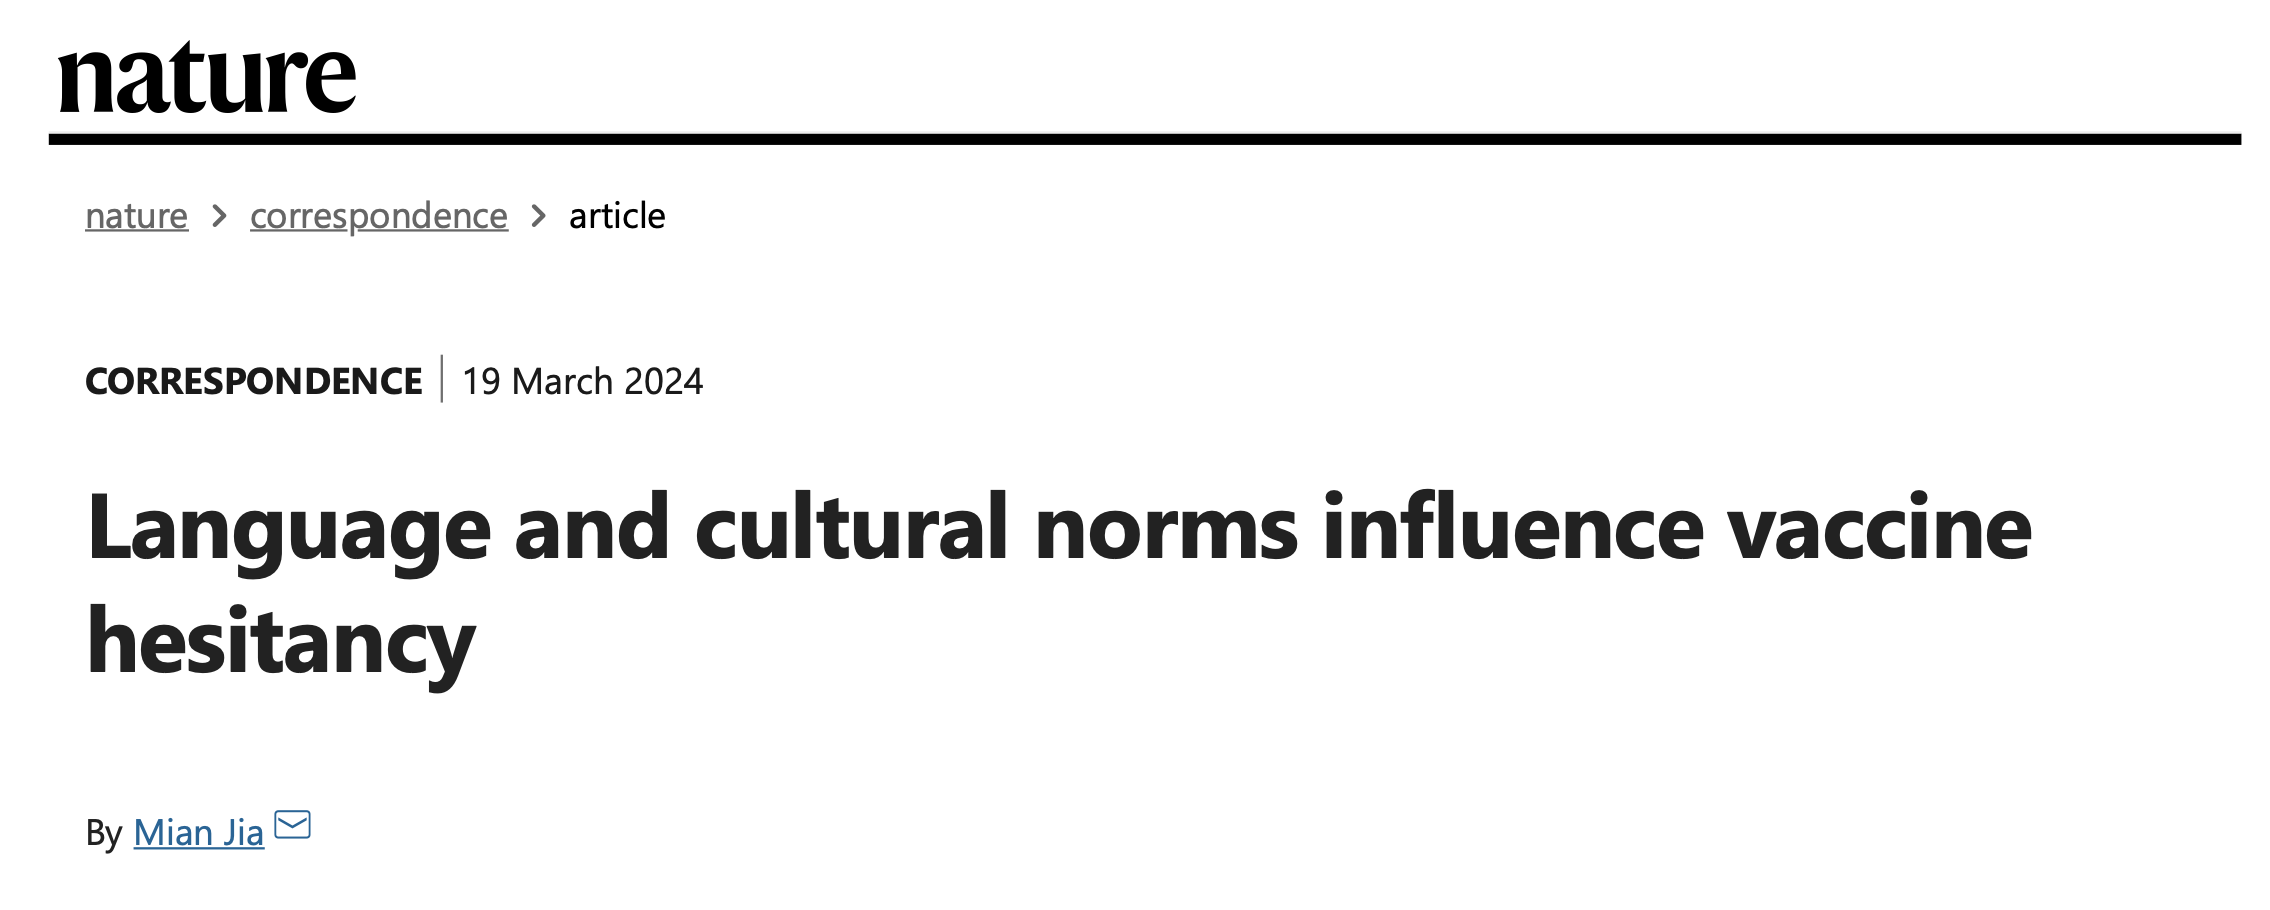 nature
nature > correspondence > article
CORRESPONDENCE | 19 March 2024
Language and cultural norms influence vaccine
hesitancy
By Mian Jia